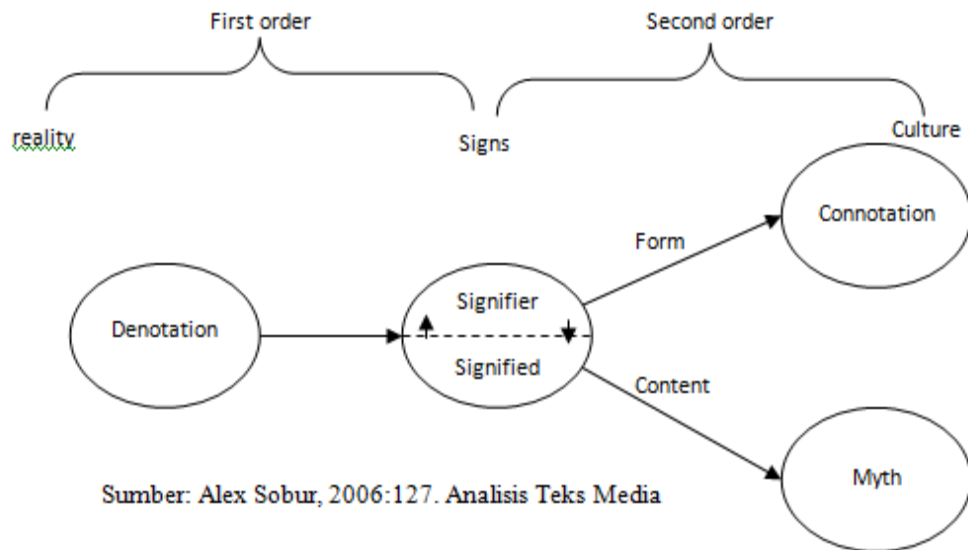 First order
Second order
reality
Signs
Culture
Connotation
Form
Signifier
Denotation
Signified
Content
Myth
Sumber: Alex Sobur, 2006:127. Analisis Teks Media